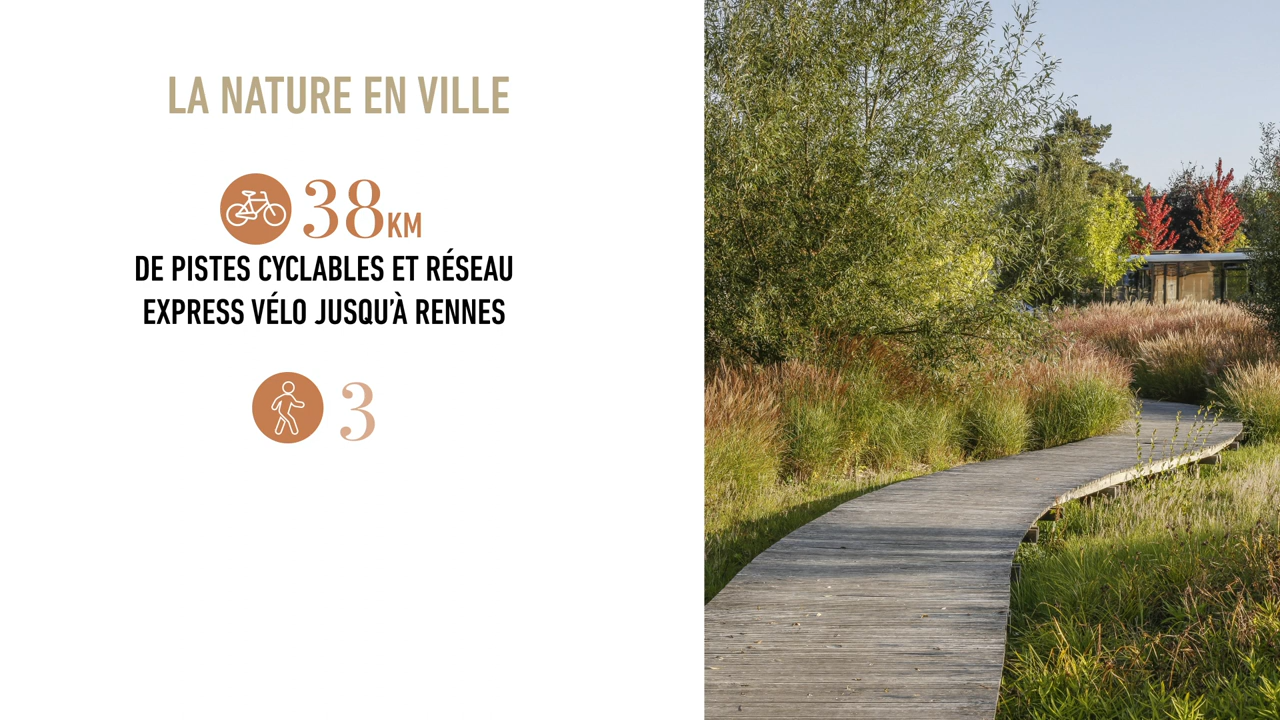 LA NATURE EN VILLE
38KM
DE PISTES CYCLABLES ET RÉSEAU
EXPRESS VÉLO JUSQU’À RENNES
3